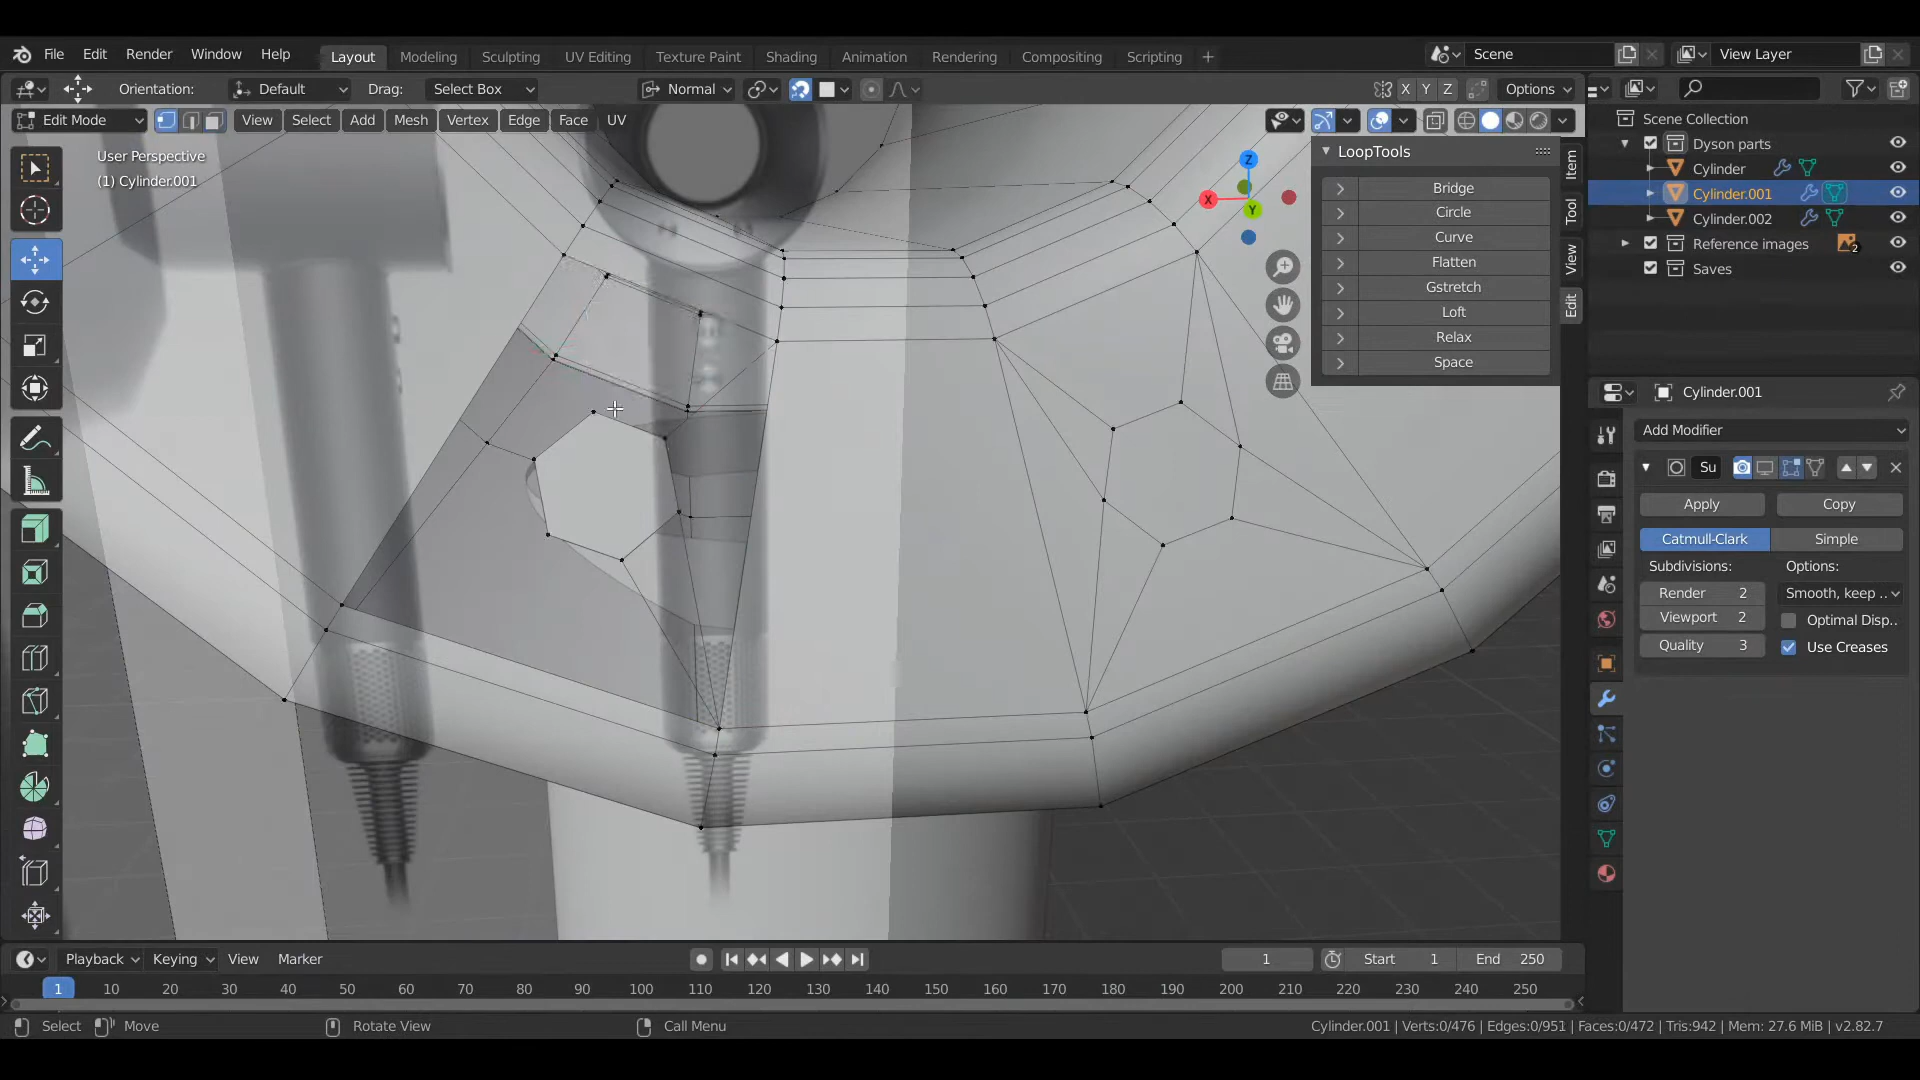 File Edit Render Window Help Layout Modeling Sculpting UV Editing Texture Paint Shading Animation Rendering Compositing Scripting Scene View Layer
Orientation: Default Drag: Select Box Normal X Y Z Options
Edit Mode View Select Add Mesh Vertex Edge Face UV
User Perspective
(1) Cylinder.001
LoopTools
Bridge
Circle
Curve
Flatten
Gstretch
Loft
Relax
Space
Item
Tool
View
Edit
Z
X
Y
Scene Collection
Dyson parts
Cylinder
Cylinder.001
Cylinder.002
Reference images 2
Saves
Cylinder.001
Add Modifier
Su
Apply Copy
Catmull-Clark Simple
Subdivisions: Options:
Render 2 Smooth, keep ..
Viewport 2 Optimal Disp..
Quality 3 Use Creases
Playback Keying View Marker 1 Start 1 End 250
1 10 20 30 40 50 60 70 80 90 100 110 120 130 140 150 160 170 180 190 200 210 220 230 240 250
Select Move Rotate View Call Menu Cylinder.001 | Verts:0/476 | Edges:0/951 | Faces:0/472 | Tris:942 | Mem: 27.6 MiB | v2.82.7